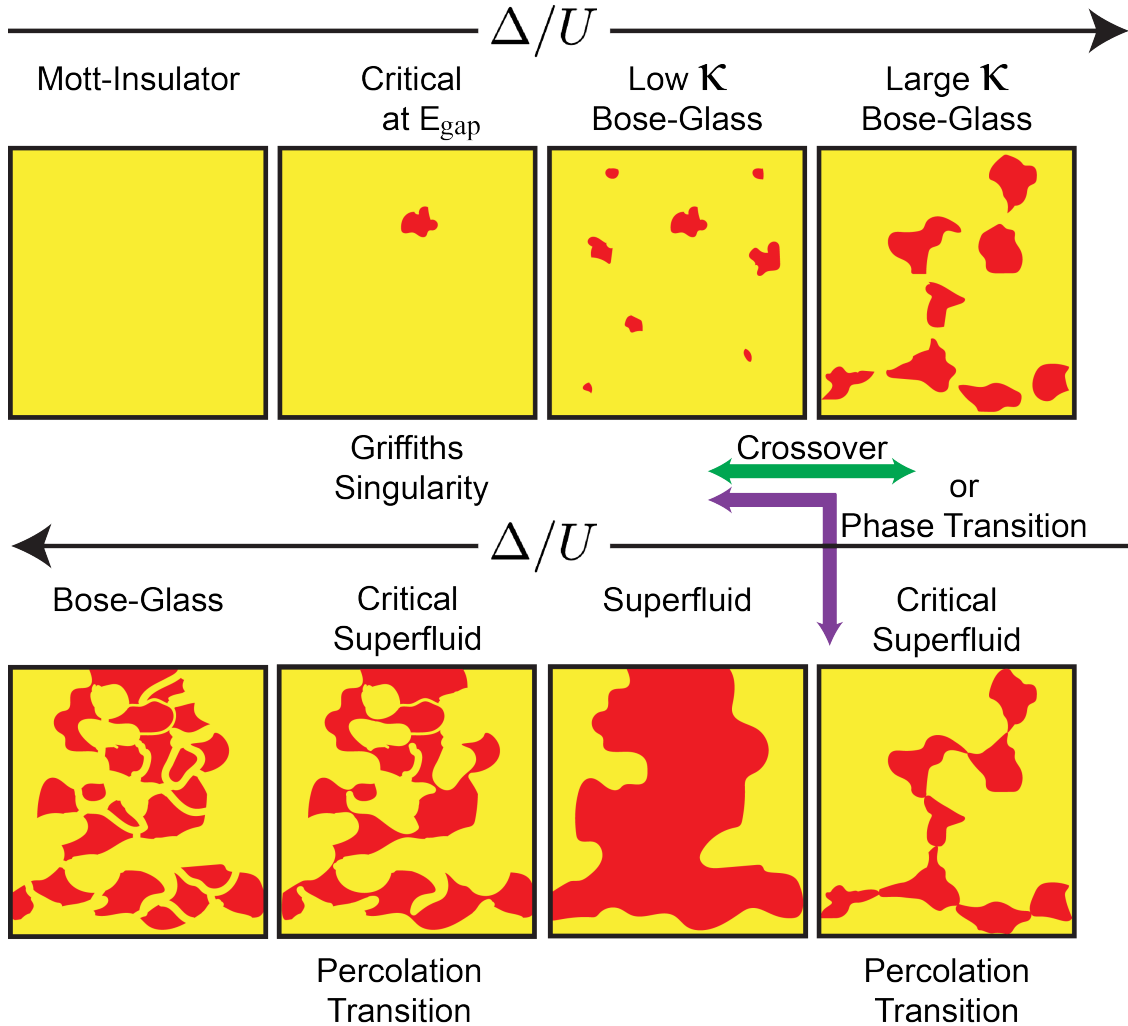 Δ/U
Mott-Insulator
Critical
at Egap
Low κ
Bose-Glass
Large κ
Bose-Glass
Griffiths
Singularity
Crossover
or
Phase Transition
Δ/U
Bose-Glass
Critical
Superfluid
Superfluid
Critical
Superfluid
Percolation
Transition
Percolation
Transition